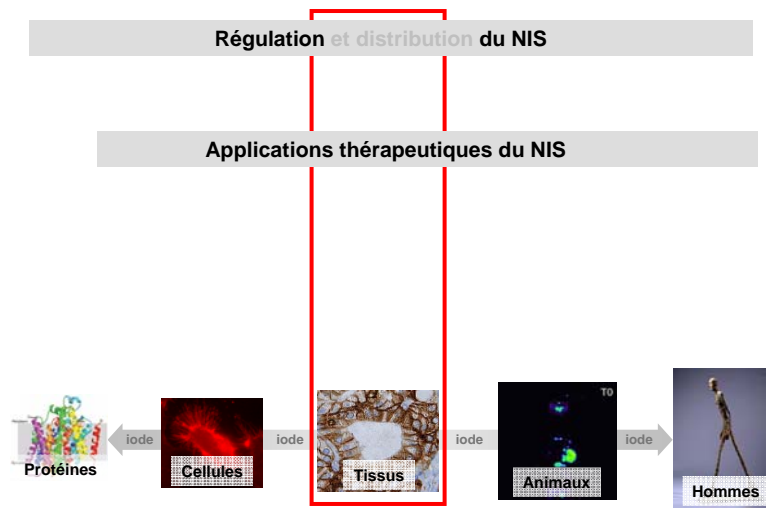 Régulation et distribution du NIS
Applications thérapeutiques du NIS
T0
iode iode iode iode
Protéines Cellules Tissus Animaux Hommes